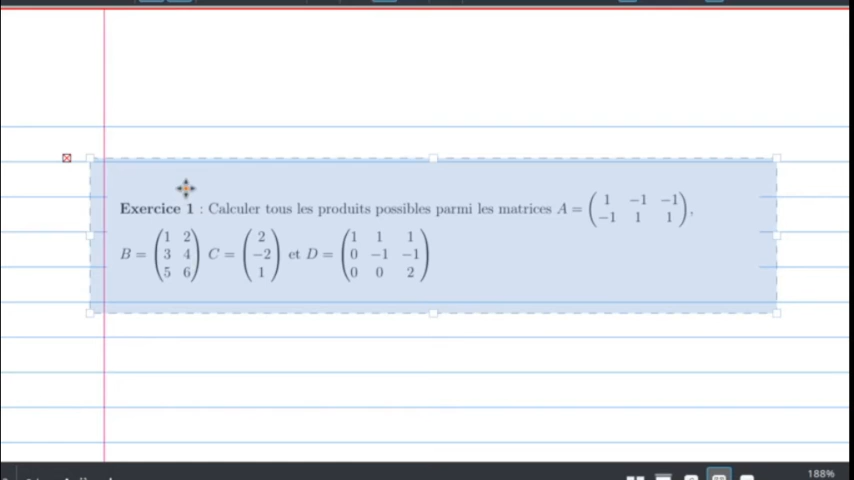 Exercice 1 : Calculer tous les produits possibles parmi les matrices A = ( 1 −1 −1 ; −1 1 1 ),
B = ( 1 2 ; 3 4 ; 5 6 ) C = ( 2 ; −2 ; 1 ) et D = ( 1 1 1 ; 0 −1 −1 ; 0 0 2 )
188%